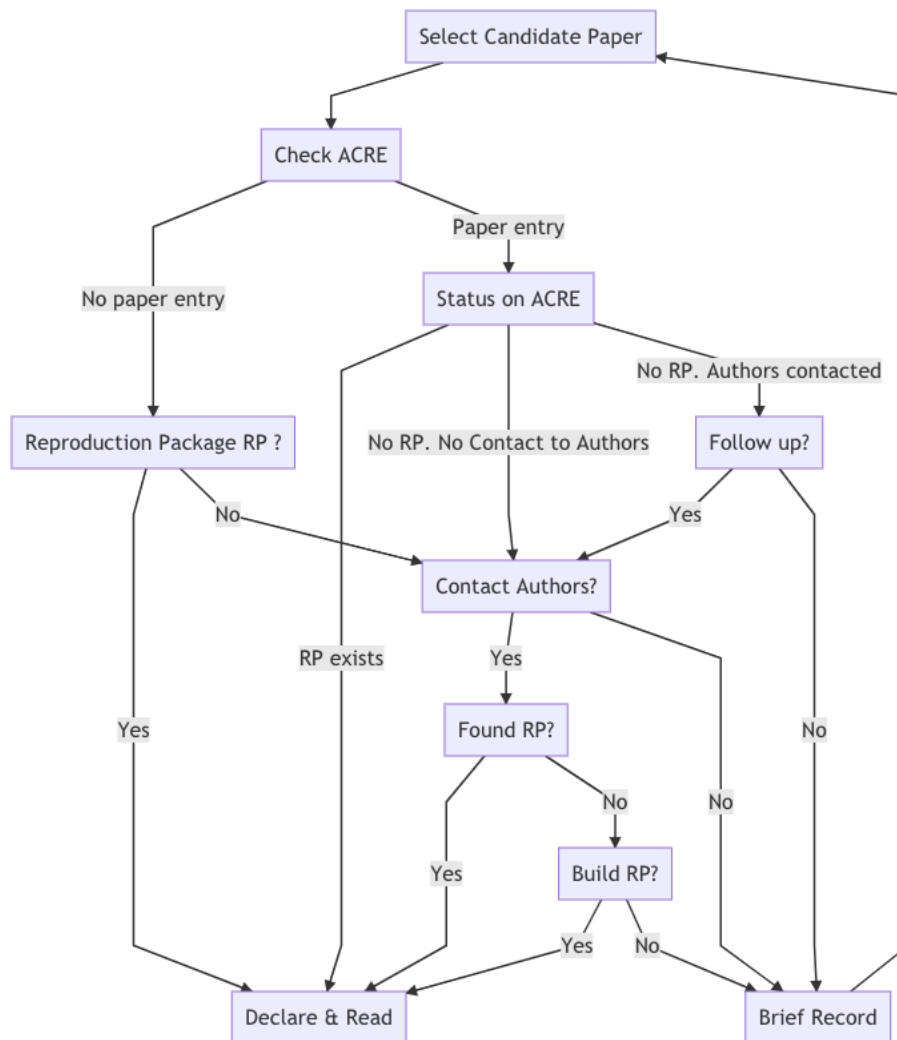 Select Candidate Paper
Check ACRE
Paper entry
No paper entry
Status on ACRE
No RP. Authors contacted
Reproduction Package RP ?
No RP. No Contact to Authors
Follow up?
No
Yes
Contact Authors?
RP exists
Yes
Yes
Found RP?
No
No
No
Yes
Build RP?
Yes
No
Declare & Read
Brief Record